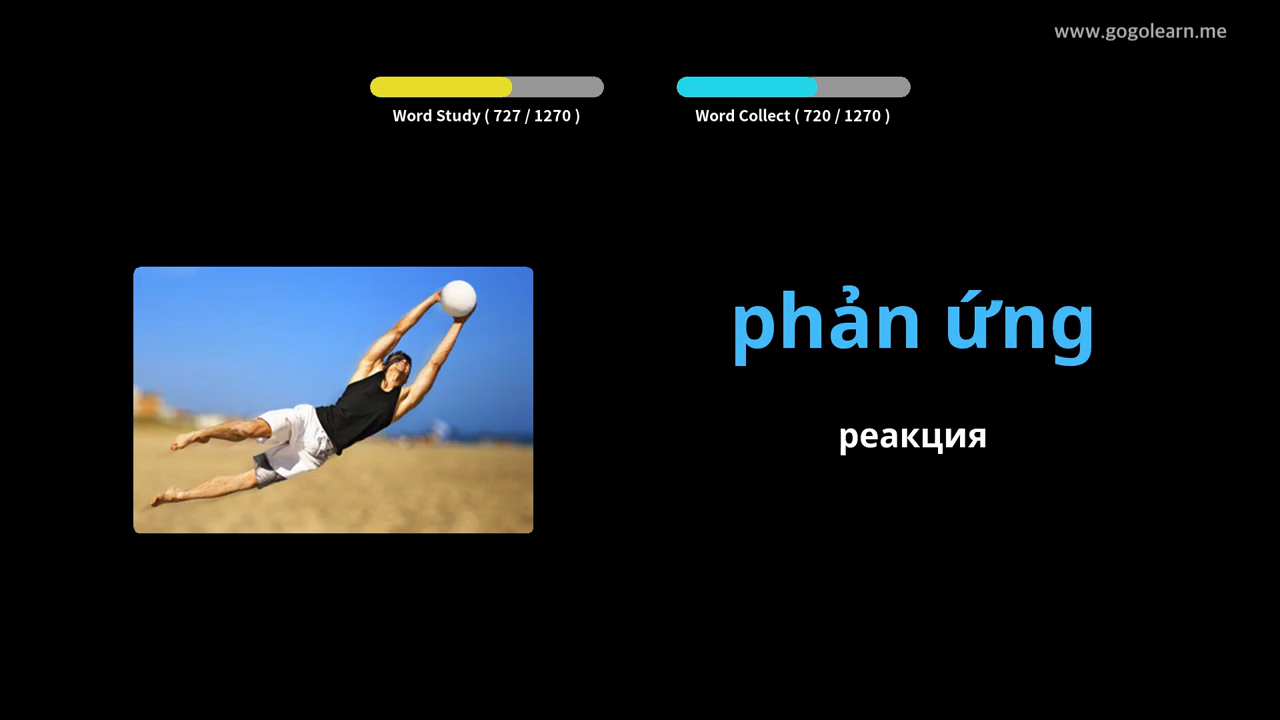 www.gogolearn.me
Word Study ( 727 / 1270 )
Word Collect ( 720 / 1270 )
phản ứng
реакция